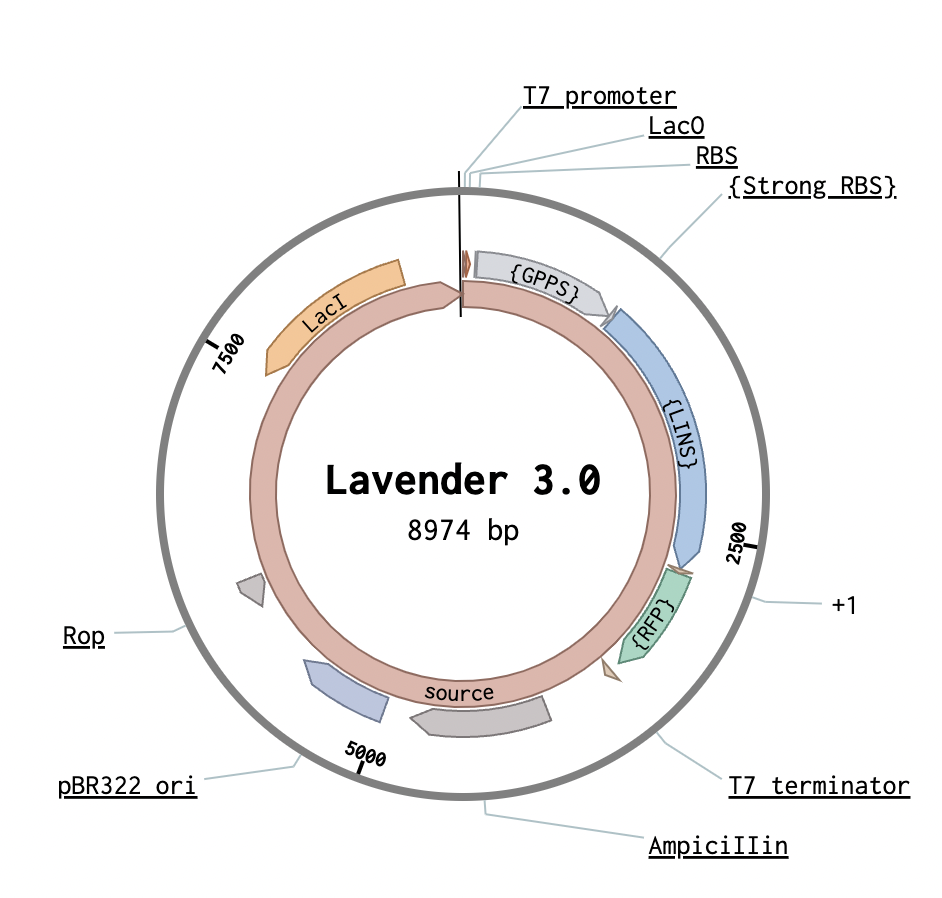 T7 promoter
LacO
RBS
{Strong RBS}
{GPPS}
LacI
7500
{LINS}
Lavender 3.0
8974 bp
2500
+1
{RFP}
Rop
source
5000
pBR322 ori
T7 terminator
AmpiciIIin